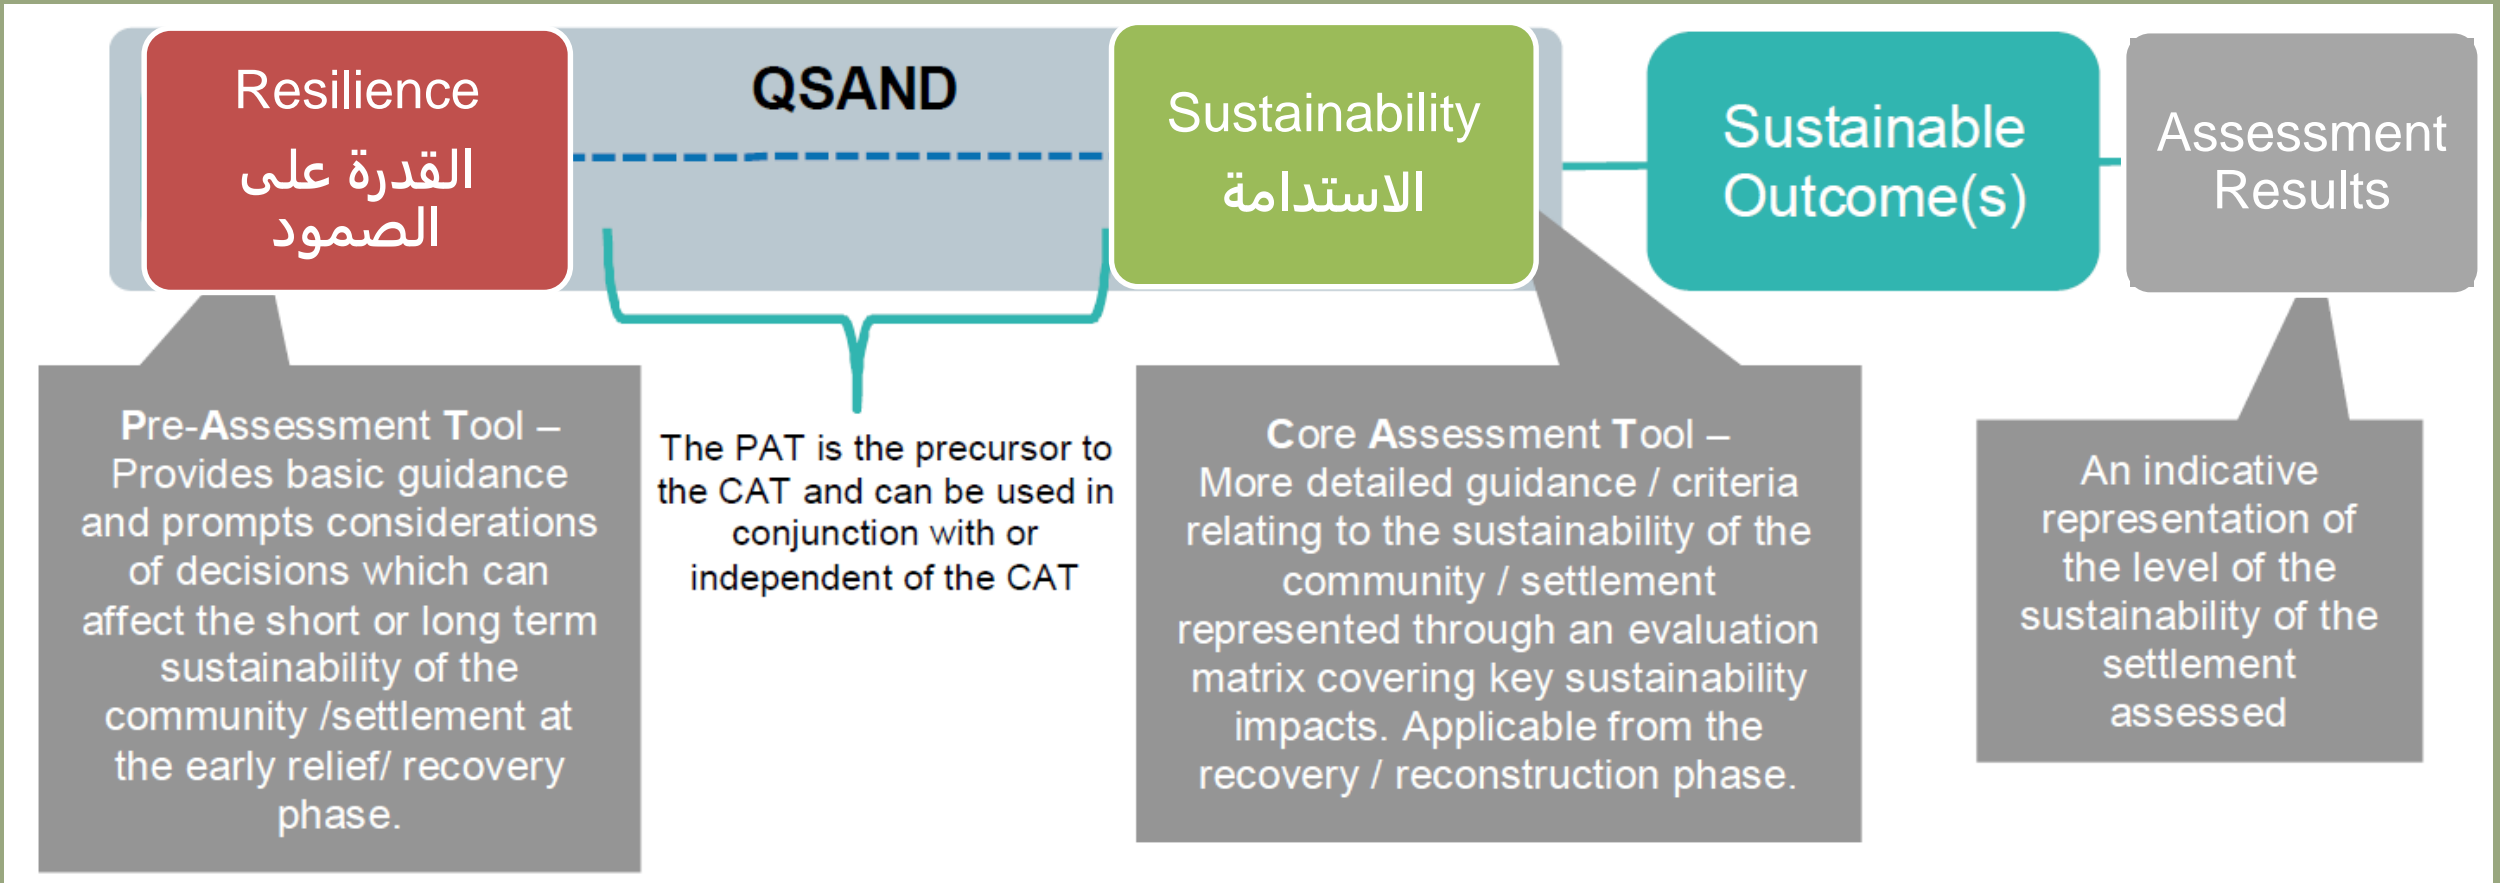 Resilience
القدرة على
الصمود
QSAND
Sustainability
الاستدامة
Sustainable
Outcome(s)
Assessment
Results
Pre-Assessment Tool –
Provides basic guidance
and prompts considerations
of decisions which can
affect the short or long term
sustainability of the
community /settlement at
the early relief/ recovery
phase.
The PAT is the precursor to
the CAT and can be used in
conjunction with or
independent of the CAT
Core Assessment Tool –
More detailed guidance / criteria
relating to the sustainability of the
community / settlement
represented through an evaluation
matrix covering key sustainability
impacts. Applicable from the
recovery / reconstruction phase.
An indicative
representation of
the level of the
sustainability of the
settlement
assessed